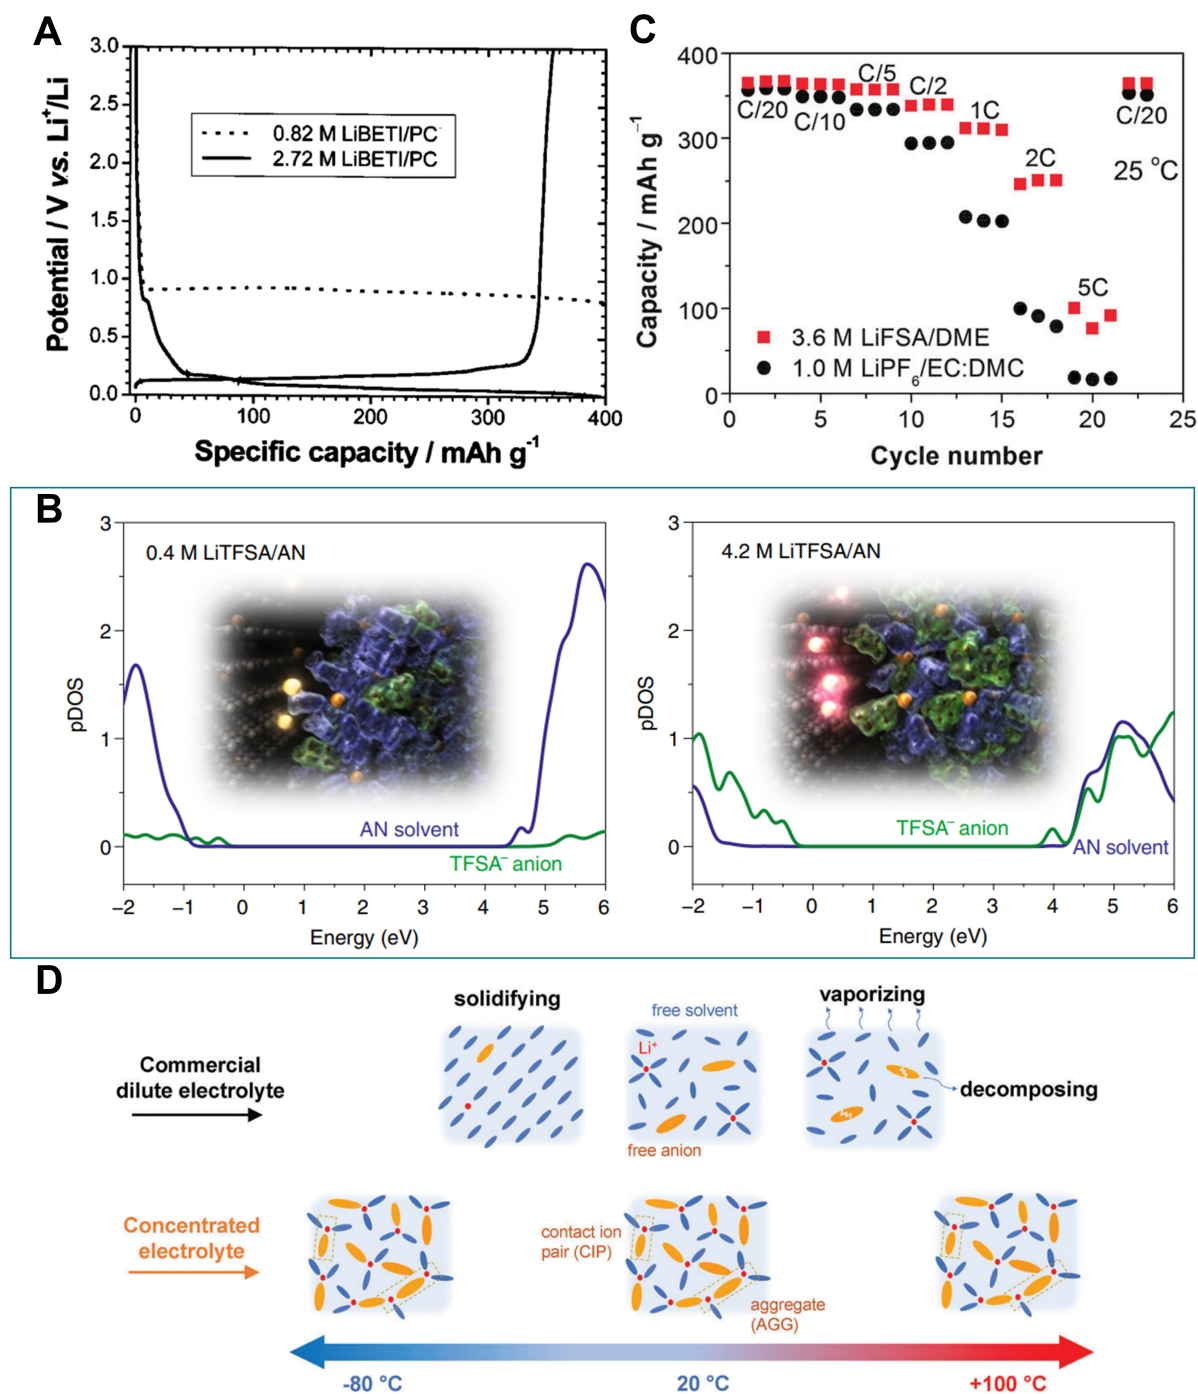 A
3.0
2.5
2.0
1.5
1.0
0.5
0.0
Potential / V vs. Li⁺/Li
0.82 M LiBETI/PC
2.72 M LiBETI/PC
0
100
200
300
400
Specific capacity / mAh g⁻¹
C
400
300
200
100
0
Capacity / mAh g⁻¹
C/20
C/10
C/5
C/2
1C
2C
5C
C/20
25 °C
3.6 M LiFSA/DME
1.0 M LiPF₆/EC:DMC
0
5
10
15
20
25
Cycle number
B
3
2
1
0
pDOS
0.4 M LiTFSA/AN
AN solvent
TFSA⁻ anion
−2
−1
0
1
2
3
4
5
6
Energy (eV)
3
2
1
0
pDOS
4.2 M LiTFSA/AN
TFSA⁻ anion
AN solvent
−2
−1
0
1
2
3
4
5
6
Energy (eV)
D
solidifying
free solvent
vaporizing
Li⁺
Commercial
dilute electrolyte
decomposing
free anion
Concentrated
electrolyte
contact ion
pair (CIP)
aggregate
(AGG)
-80 °C
20 °C
+100 °C